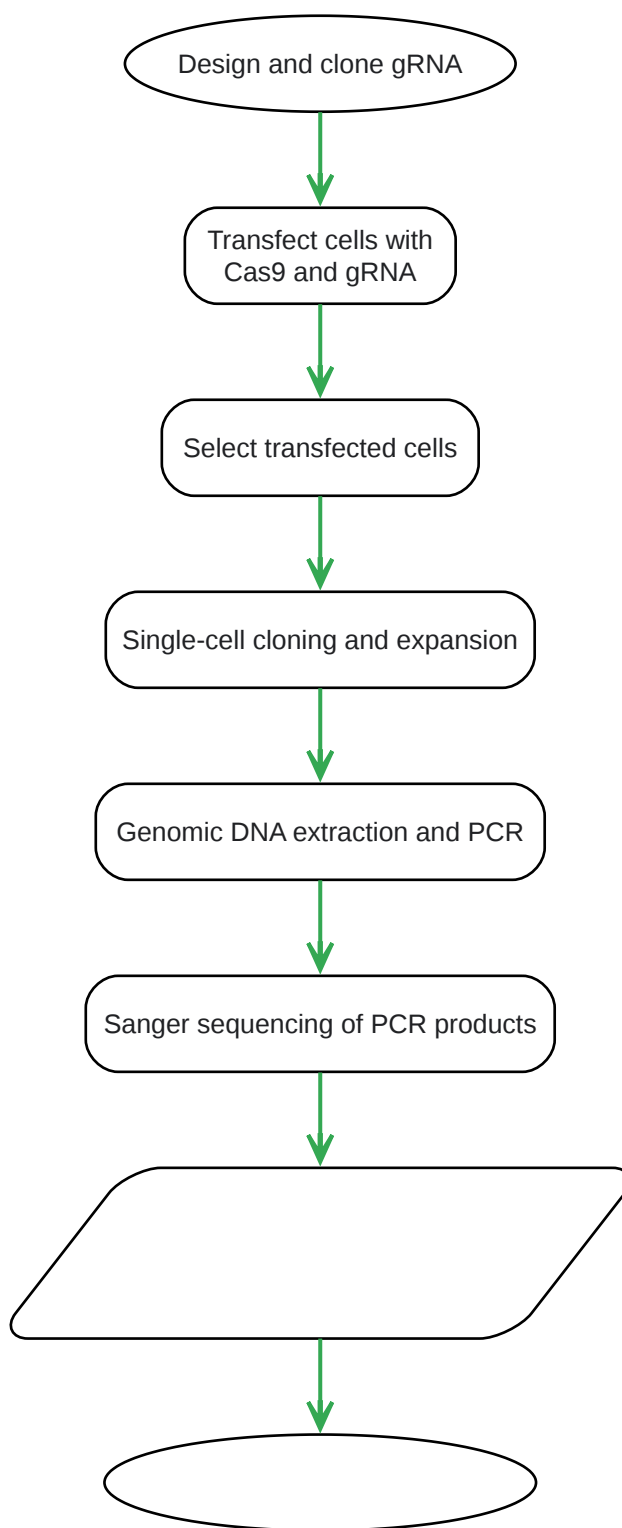 Design and clone gRNA
Transfect cells with
Cas9 and gRNA
Select transfected cells
Single-cell cloning and expansion
Genomic DNA extraction and PCR
Sanger sequencing of PCR products